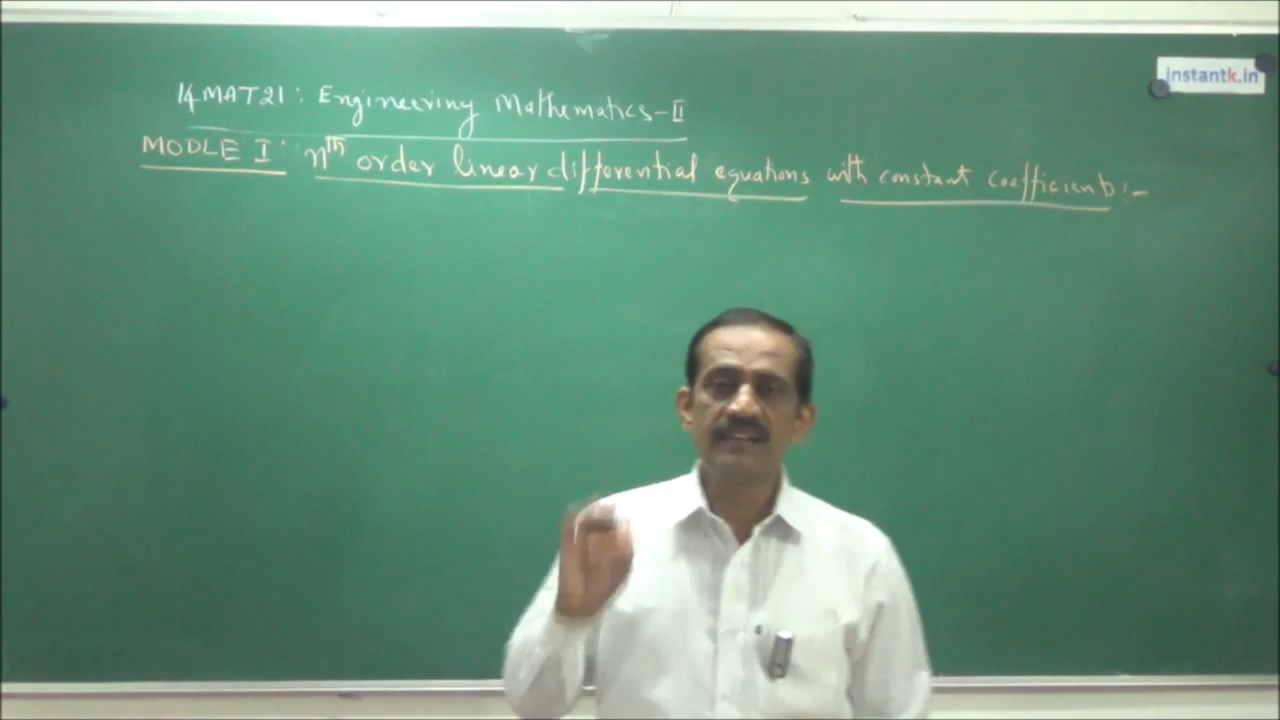 instantk.in
14MAT21: Engineering Mathematics-II
MODLE I: nth order linear differential equations with constant coefficients:-